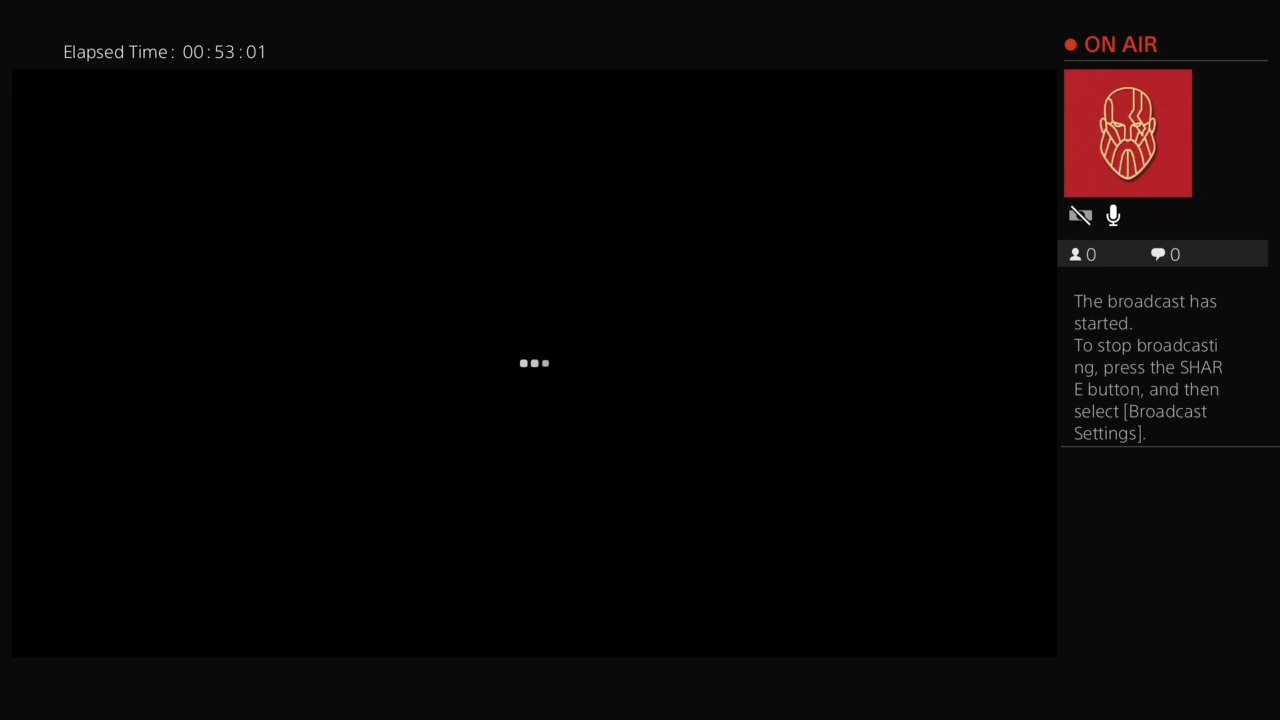 Elapsed Time: 00:53:01
ON AIR
0 0
The broadcast has
started.
To stop broadcasti
ng, press the SHAR
E button, and then
select [Broadcast
Settings].